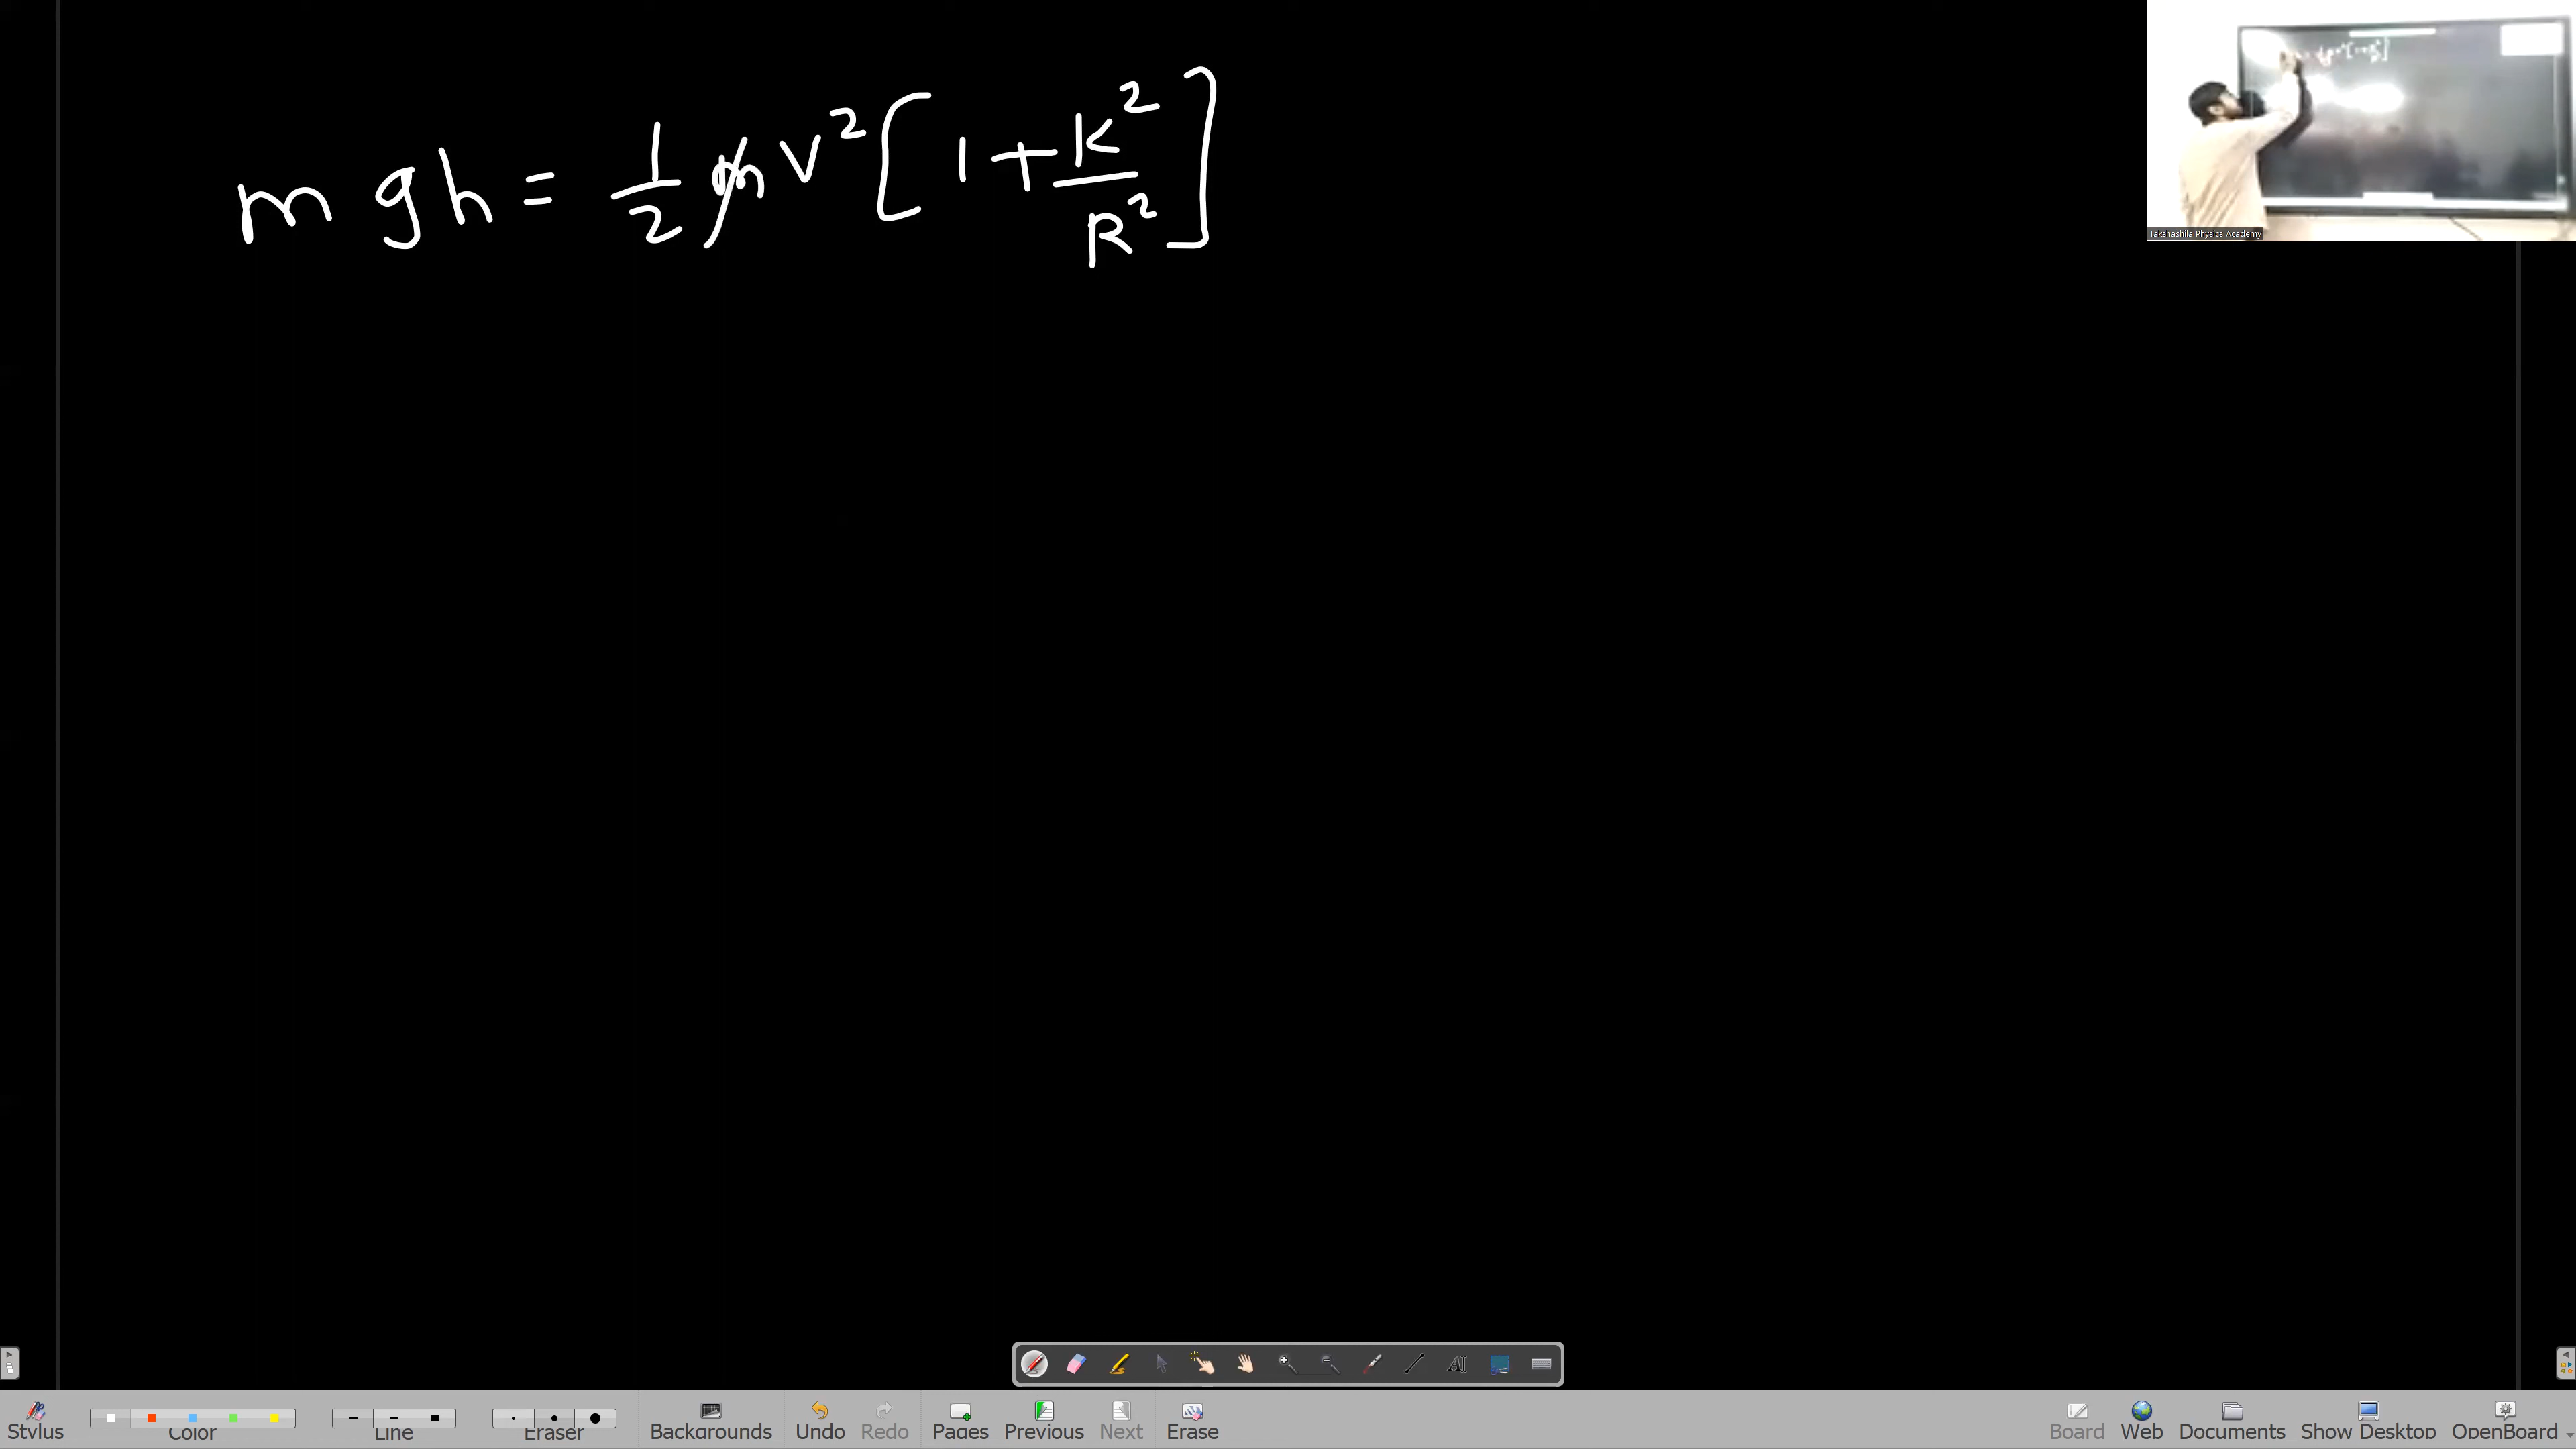 mgh = 1/2 mv² [1 + K²/R²]
Takshashila Physics Academy
Stylus Color Line Eraser Backgrounds Undo Redo Pages Previous Next Erase Board Web Documents Show Desktop OpenBoard